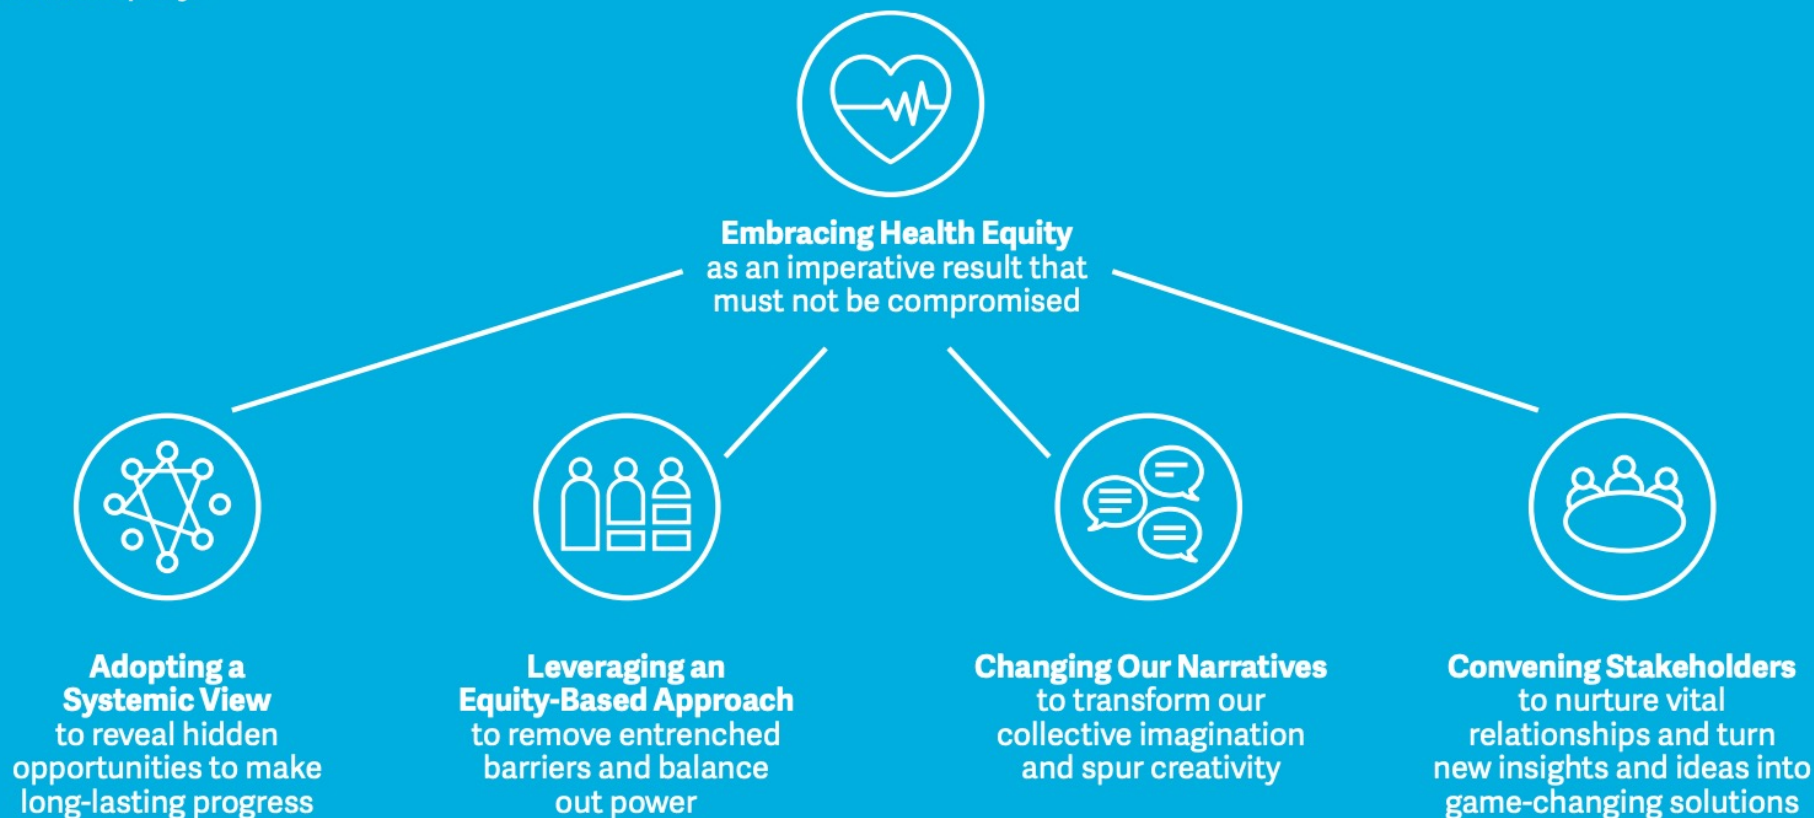 Embracing Health Equity
as an imperative result that
must not be compromised
Adopting a
Systemic View
to reveal hidden
opportunities to make
long-lasting progress
Leveraging an
Equity-Based Approach
to remove entrenched
barriers and balance
out power
Changing Our Narratives
to transform our
collective imagination
and spur creativity
Convening Stakeholders
to nurture vital
relationships and turn
new insights and ideas into
game-changing solutions